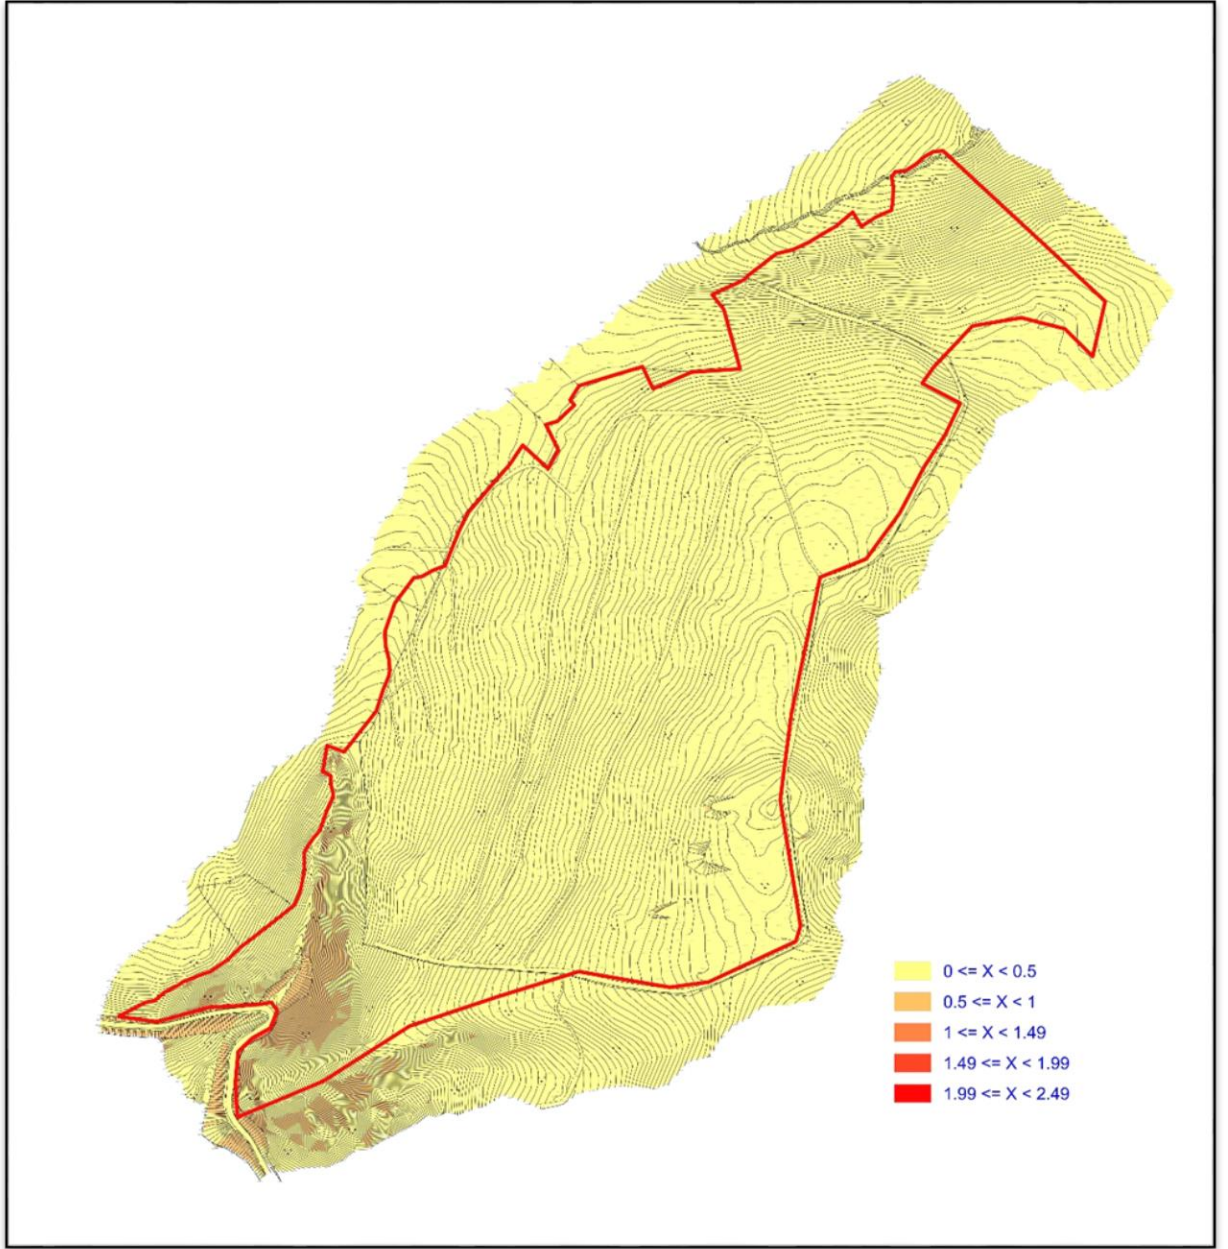 0 <= X < 0.5
0.5 <= X < 1
1 <= X < 1.49
1.49 <= X < 1.99
1.99 <= X < 2.49